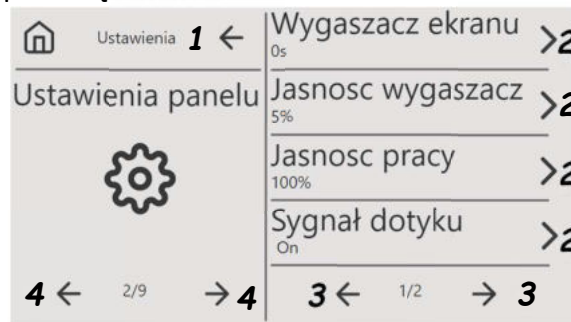 Ustawienia 1
Ustawienia panelu
4 2/9 4
Wygaszacz ekranu 2
0s
Jasnosc wygaszacz 2
5%
Jasnosc pracy 2
100%
Sygnał dotyku 2
On
3 1/2 3